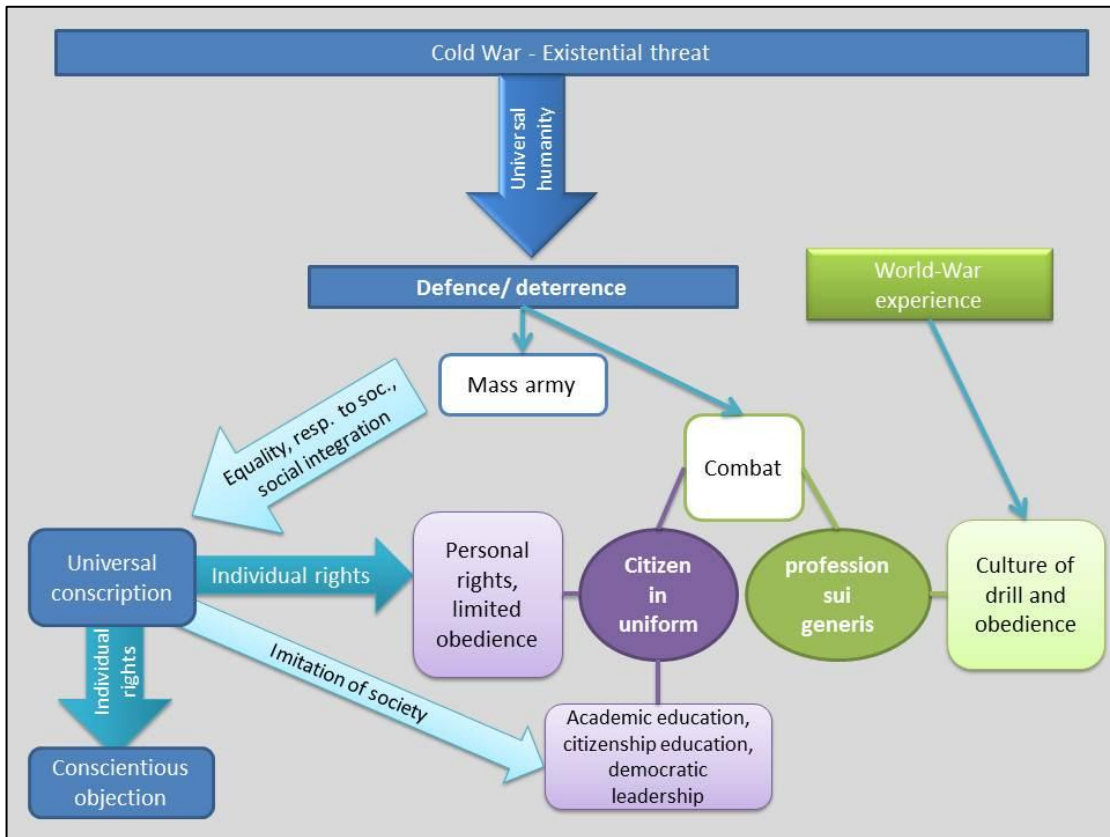 Cold War - Existential threat
Universal
humanity
Defence/ deterrence
World-War
experience
Mass army
Equality, resp. to soc.,
social integration
Combat
Universal
conscription
Individual rights
Personal
rights,
limited
obedience
Citizen
in
uniform
profession
sui
generis
Culture of
drill and
obedience
Individual
rights
Imitation of society
Academic education,
citizenship education,
democratic
leadership
Conscientious
objection